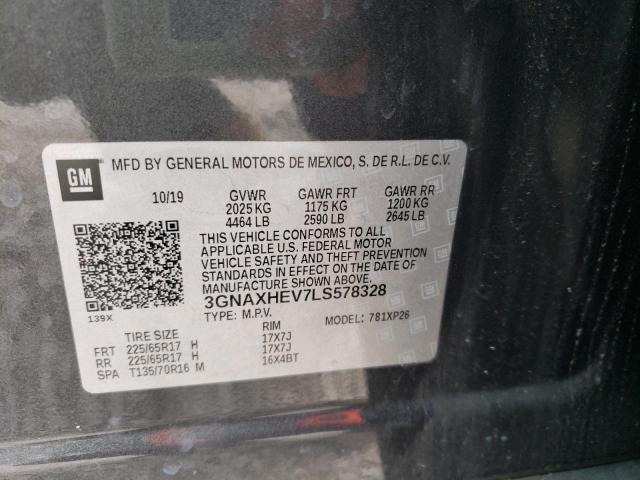 GM MFD BY GENERAL MOTORS DE MEXICO, S. DE R.L. DE C.V.
10/19 GVWR GAWR FRT GAWR RR
2025 KG 1175 KG 1200 KG
4464 LB 2590 LB 2645 LB
THIS VEHICLE CONFORMS TO ALL
APPLICABLE U.S. FEDERAL MOTOR
VEHICLE SAFETY AND THEFT PREVENTION
STANDARDS IN EFFECT ON THE DATE OF
MANUFACTURE SHOWN ABOVE.
139X
3GNAXHEV7LS578328
TYPE: M.P.V. MODEL: 781XP26
TIRE SIZE RIM
FRT 225/65R17 H 17X7J
RR 225/65R17 H 17X7J
SPA T135/70R16 M 16X4BT